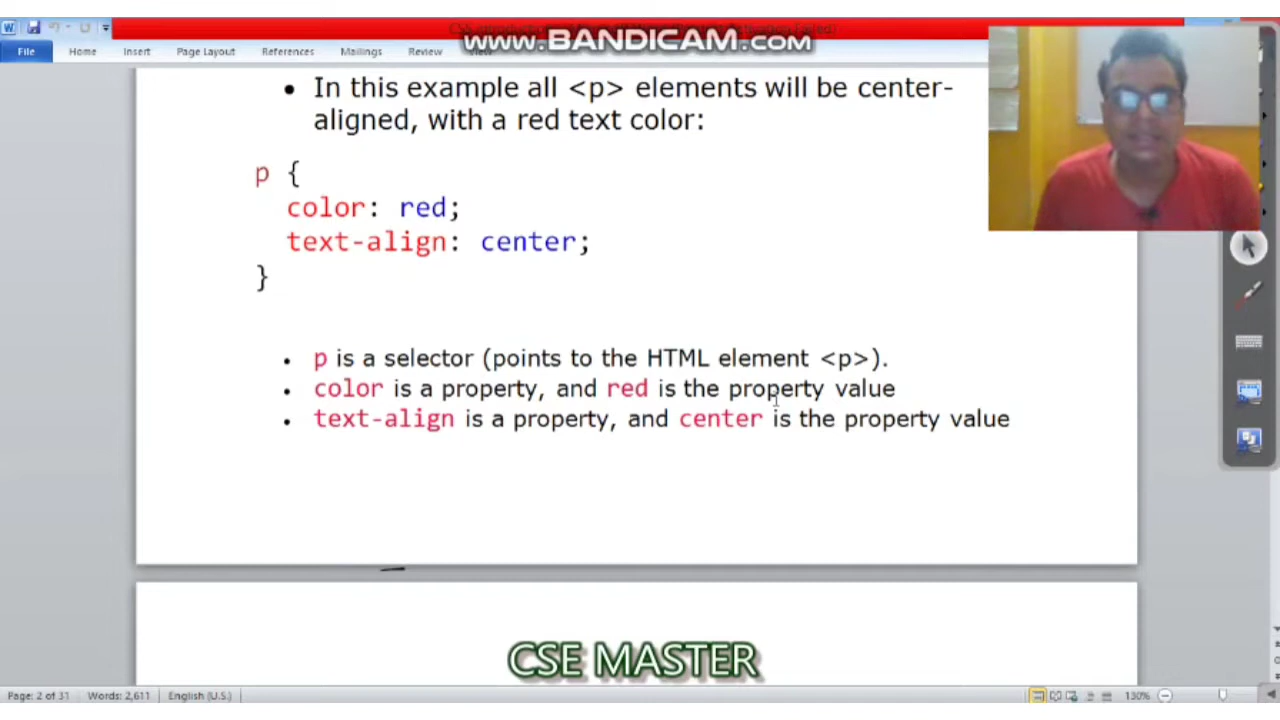 www.BANDICAM.com
File Home Insert Page Layout References Mailings Review
• In this example all <p> elements will be center-
aligned, with a red text color:
p {
color: red;
text-align: center;
}
• p is a selector (points to the HTML element <p>).
• color is a property, and red is the property value
• text-align is a property, and center is the property value
CSE MASTER
Page: 2 of 31 Words: 2,611 English (U.S.) 130%